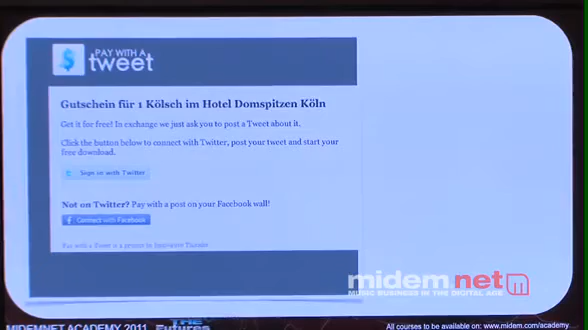 PAY WITH A
tweet
Gutschein für 1 Kölsch im Hotel Domspitzen Köln
Get it for free! In exchange we just ask you to post a Tweet about it.
Click the button below to connect with Twitter, post your tweet and start your
free download.
Sign in with Twitter
Not on Twitter? Pay with a post on your Facebook wall!
Connect with Facebook
Pay with a Tweet is a product by Innovative Thunder
midem net
MUSIC BUSINESS IN THE DIGITAL AGE
MIDEMNET ACADEMY 2011
THE
Futures
All courses to be available on: www.midem.com/academy